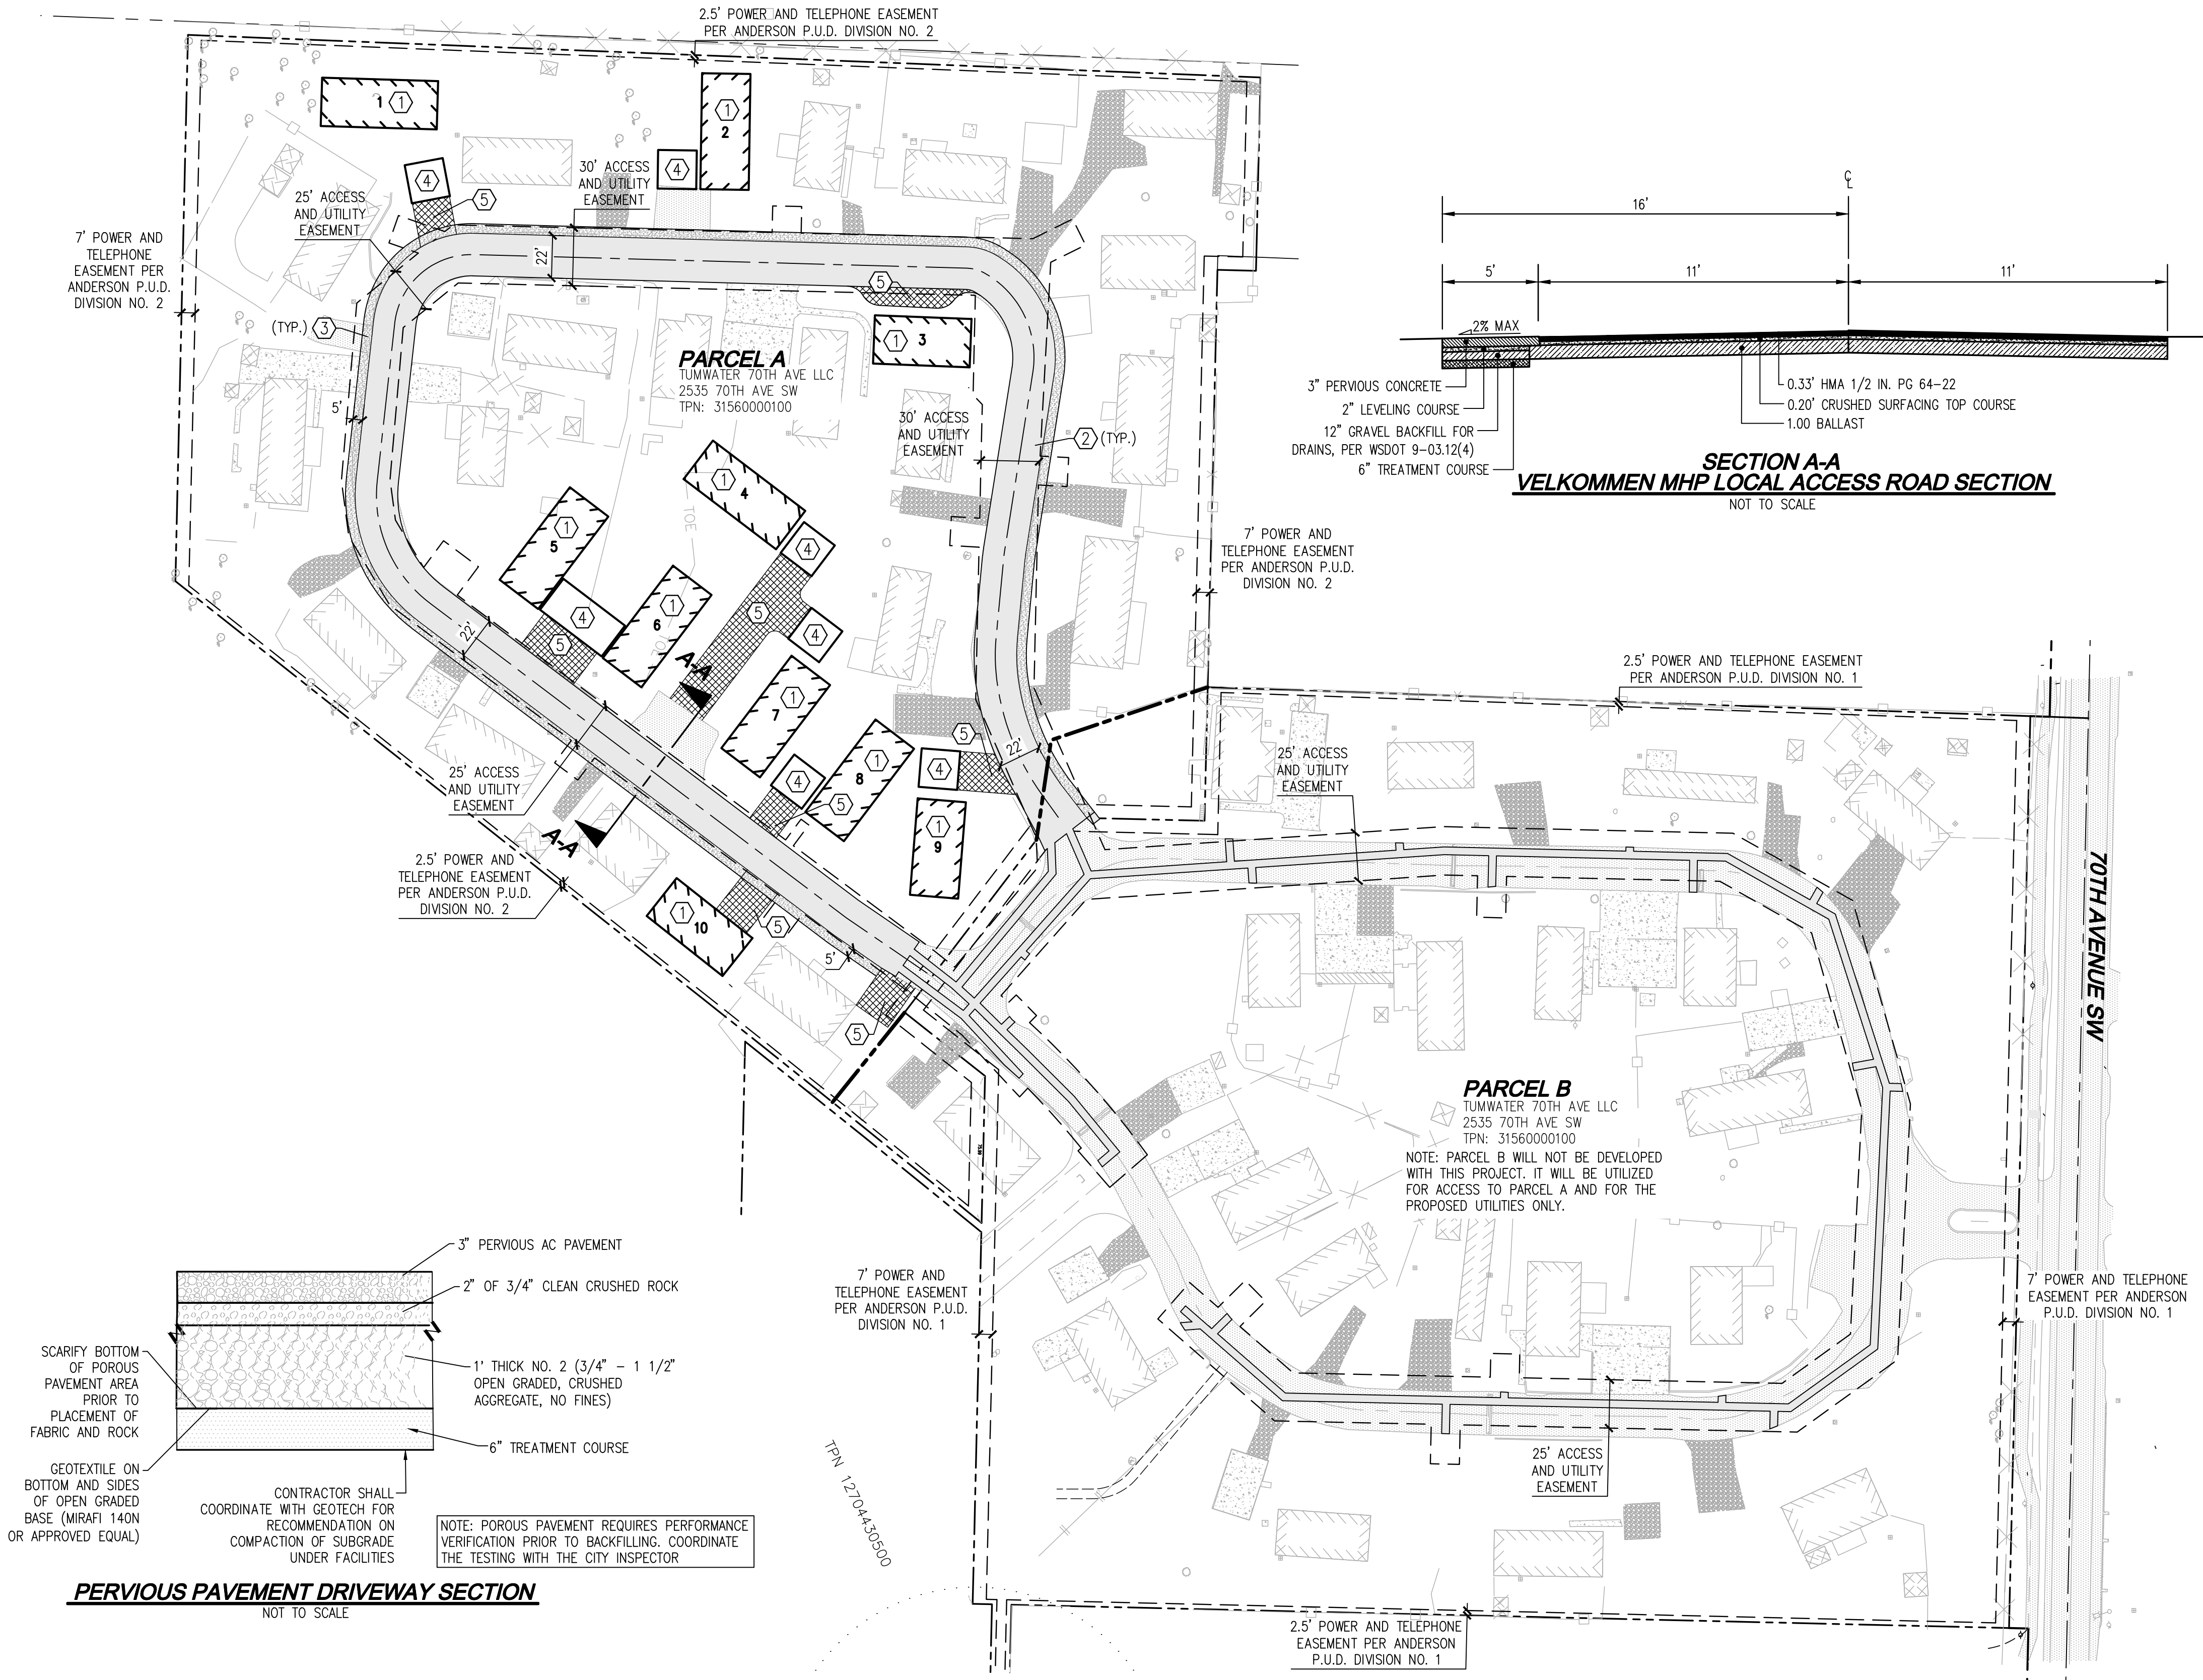 2.5' POWER AND TELEPHONE EASEMENT
PER ANDERSON P.U.D. DIVISION NO. 2
1
1
1
2
4
4
5
30' ACCESS
AND UTILITY
EASEMENT
25' ACCESS
AND UTILITY
EASEMENT
7' POWER AND
TELEPHONE
EASEMENT PER
ANDERSON P.U.D.
DIVISION NO. 2
22'
5
(TYP.) 3
1 3
PARCEL A
TUMWATER 70TH AVE LLC
2535 70TH AVE SW
TPN: 31560000100
5'
30' ACCESS
AND UTILITY
EASEMENT
2 (TYP.)
1
4
TOE
1
5
4
1
6
TOE
4
5
4
5
22'
A-A
1
7
7' POWER AND
TELEPHONE EASEMENT
PER ANDERSON P.U.D.
DIVISION NO. 2
5
22'
4
1
8
4
5
25' ACCESS
AND UTILITY
EASEMENT
A-A
1
9
2.5' POWER AND
TELEPHONE EASEMENT
PER ANDERSON P.U.D.
DIVISION NO. 2
1
10
5
5'
5
℄
16'
5'
11'
11'
2% MAX
3" PERVIOUS CONCRETE
2" LEVELING COURSE
12" GRAVEL BACKFILL FOR
DRAINS, PER WSDOT 9-03.12(4)
6" TREATMENT COURSE
0.33' HMA 1/2 IN. PG 64-22
0.20' CRUSHED SURFACING TOP COURSE
1.00 BALLAST
SECTION A-A
VELKOMMEN MHP LOCAL ACCESS ROAD SECTION
NOT TO SCALE
2.5' POWER AND TELEPHONE EASEMENT
PER ANDERSON P.U.D. DIVISION NO. 1
25' ACCESS
AND UTILITY
EASEMENT
70TH AVENUE SW
PARCEL B
TUMWATER 70TH AVE LLC
2535 70TH AVE SW
TPN: 31560000100
NOTE: PARCEL B WILL NOT BE DEVELOPED
WITH THIS PROJECT. IT WILL BE UTILIZED
FOR ACCESS TO PARCEL A AND FOR THE
PROPOSED UTILITIES ONLY.
7' POWER AND
TELEPHONE EASEMENT
PER ANDERSON P.U.D.
DIVISION NO. 1
7' POWER AND TELEPHONE
EASEMENT PER ANDERSON
P.U.D. DIVISION NO. 1
25' ACCESS
AND UTILITY
EASEMENT
TPN 12704430500
2.5' POWER AND TELEPHONE
EASEMENT PER ANDERSON
P.U.D. DIVISION NO. 1
3" PERVIOUS AC PAVEMENT
2" OF 3/4" CLEAN CRUSHED ROCK
1' THICK NO. 2 (3/4" - 1 1/2"
OPEN GRADED, CRUSHED
AGGREGATE, NO FINES)
6" TREATMENT COURSE
SCARIFY BOTTOM
OF POROUS
PAVEMENT AREA
PRIOR TO
PLACEMENT OF
FABRIC AND ROCK
GEOTEXTILE ON
BOTTOM AND SIDES
OF OPEN GRADED
BASE (MIRAFI 140N
OR APPROVED EQUAL)
CONTRACTOR SHALL
COORDINATE WITH GEOTECH FOR
RECOMMENDATION ON
COMPACTION OF SUBGRADE
UNDER FACILITIES
NOTE: POROUS PAVEMENT REQUIRES PERFORMANCE
VERIFICATION PRIOR TO BACKFILLING. COORDINATE
THE TESTING WITH THE CITY INSPECTOR
PERVIOUS PAVEMENT DRIVEWAY SECTION
NOT TO SCALE